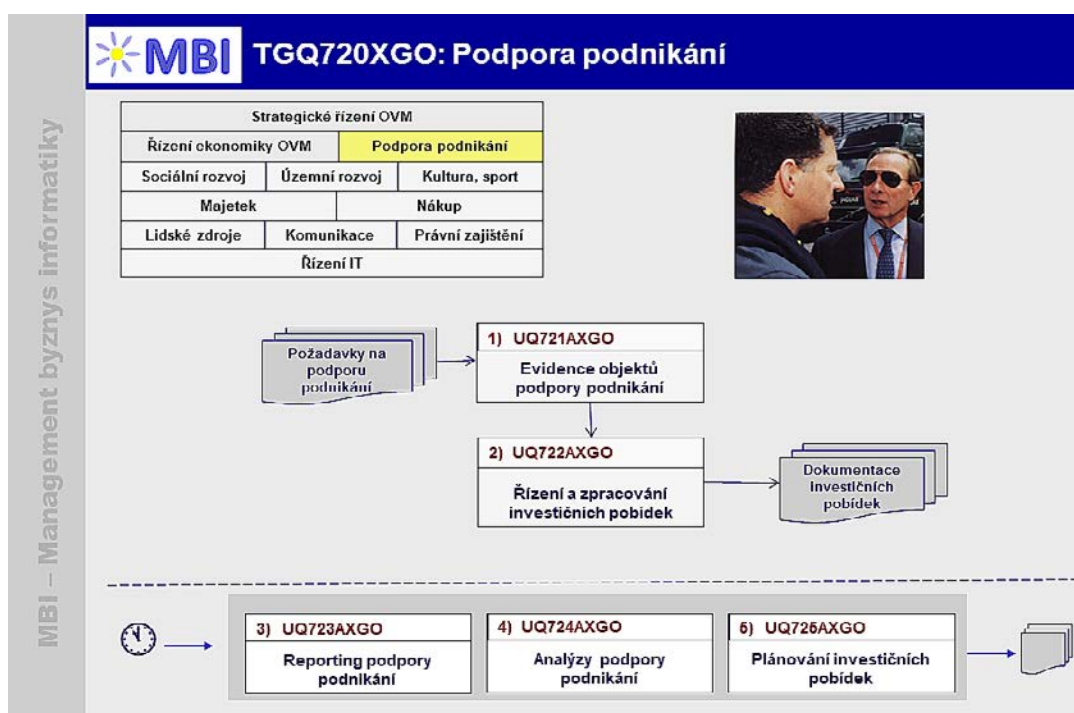 MBI
TGQ720XGO: Podpora podnikání
MBI – Management byznys informatiky
Strategické řízení OVM
Řízení ekonomiky OVM
Podpora podnikání
Sociální rozvoj
Územní rozvoj
Kultura, sport
Majetek
Nákup
Lidské zdroje
Komunikace
Právní zajištění
Řízení IT
Požadavky na
podporu
podnikání
1) UQ721AXGO
Evidence objektů
podpory podnikání
2) UQ722AXGO
Řízení a zpracování
investičních pobídek
Dokumentace
investičních
pobídek
3) UQ723AXGO
Reporting podpory
podnikání
4) UQ724AXGO
Analýzy podpory
podnikání
5) UQ725AXGO
Plánování investičních
pobídek